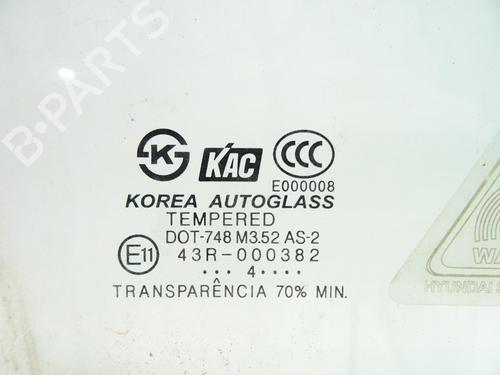 B-PARTS
K
KAC
CCC
E000008
KOREA AUTOGLASS
TEMPERED
DOT-748 M3.52 AS-2
E11 43R-000382
••• 4 ••••
TRANSPARÊNCIA 70% MIN.
HYUNDAI